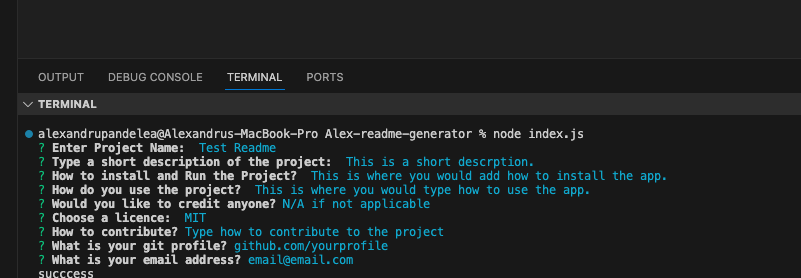 OUTPUT DEBUG CONSOLE TERMINAL PORTS
TERMINAL
alexandrupandelea@Alexandrus-MacBook-Pro Alex-readme-generator % node index.js
? Enter Project Name: Test Readme
? Type a short description of the project: This is a short descrption.
? How to install and Run the Project? This is where you would add how to install the app.
? How do you use the project? This is where you would type how to use the app.
? Would you like to credit anyone? N/A if not applicable
? Choose a licence: MIT
? How to contribute? Type how to contribute to the project
? What is your git profile? github.com/yourprofile
? What is your email address? email@email.com
succcess